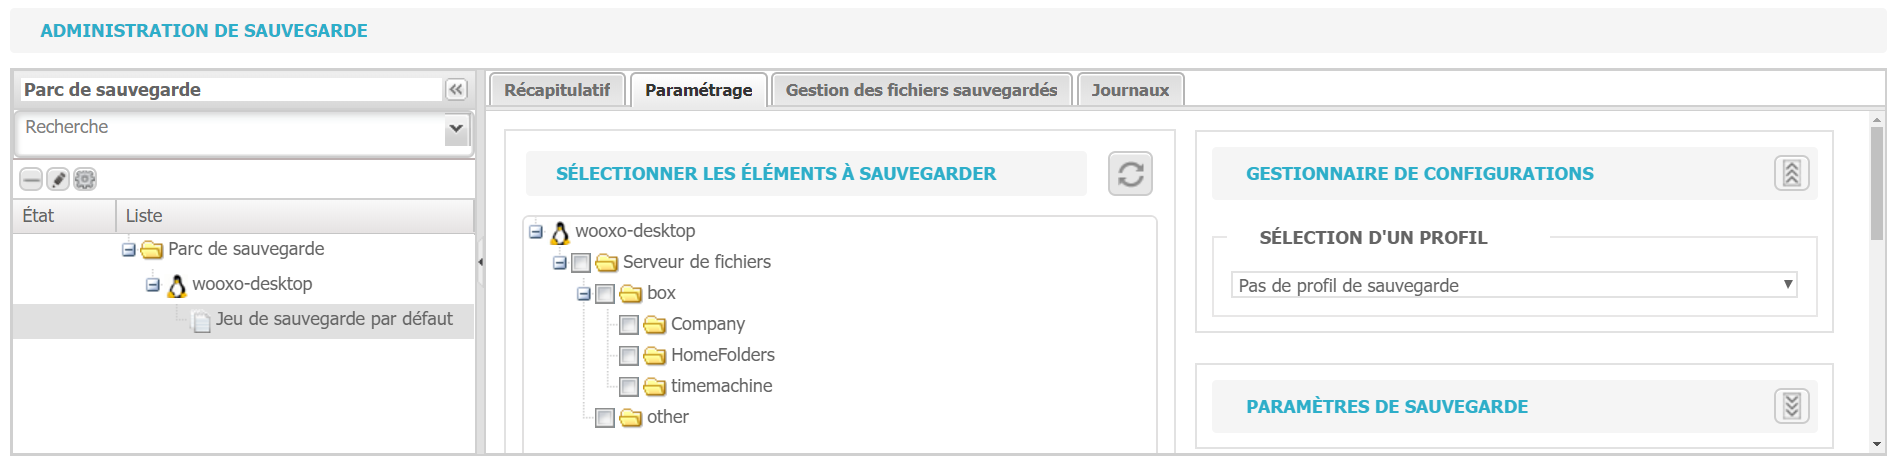 ADMINISTRATION DE SAUVEGARDE
Parc de sauvegarde
Recherche
État Liste
Parc de sauvegarde
wooxo-desktop
Jeu de sauvegarde par défaut
Récapitulatif Paramétrage Gestion des fichiers sauvegardés Journaux
SÉLECTIONNER LES ÉLÉMENTS À SAUVEGARDER
wooxo-desktop
Serveur de fichiers
box
Company
HomeFolders
timemachine
other
GESTIONNAIRE DE CONFIGURATIONS
SÉLECTION D'UN PROFIL
Pas de profil de sauvegarde
PARAMÈTRES DE SAUVEGARDE